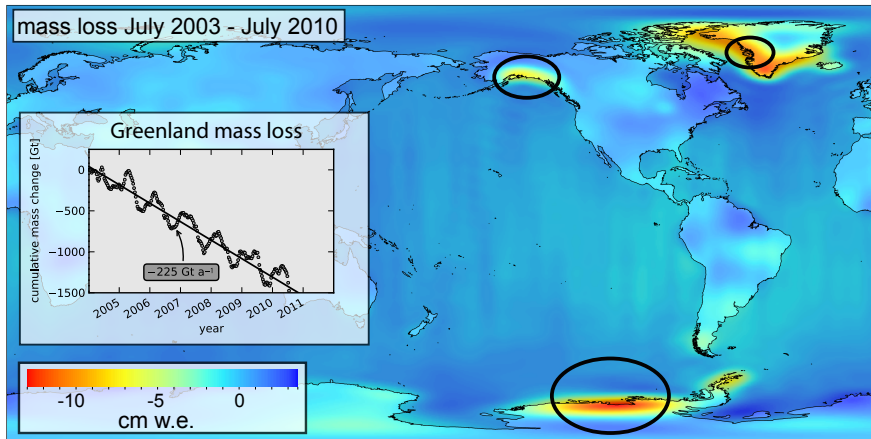 mass loss July 2003 - July 2010
Greenland mass loss
cumulative mass change [Gt]
0
−500
−1000
−1500
−225 Gt a⁻¹
2005 2006 2007 2008 2009 2010 2011
year
−10 −5 0
cm w.e.